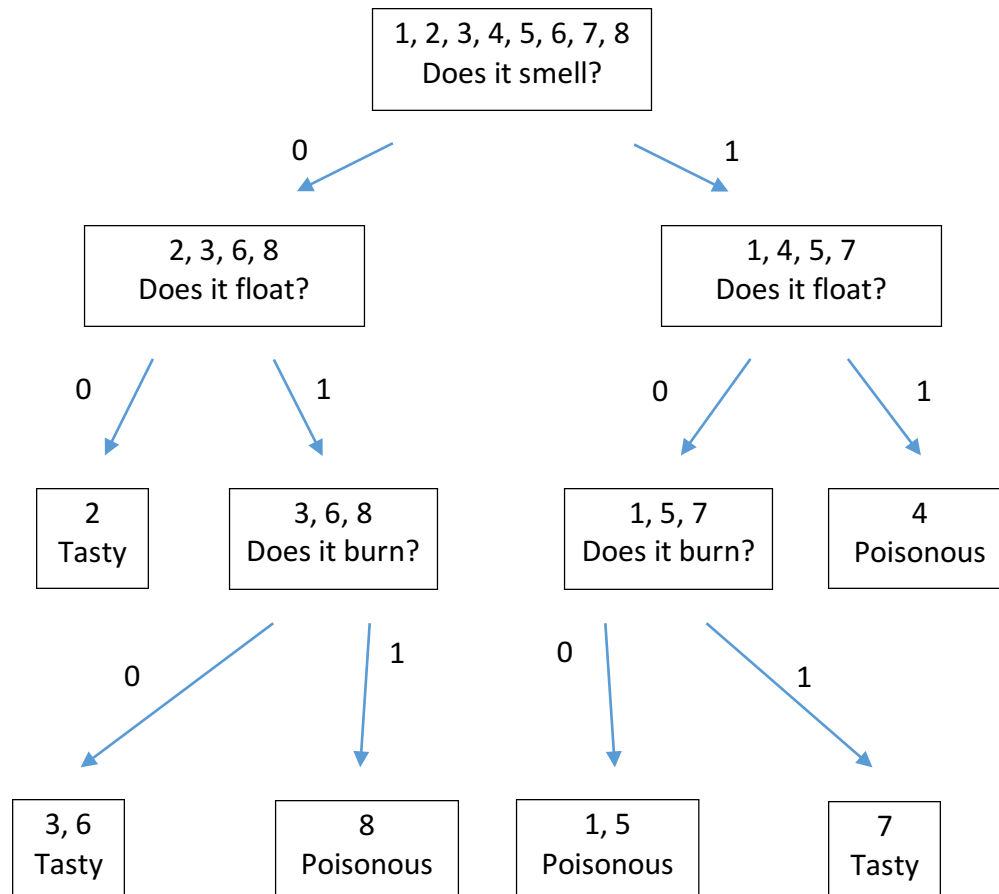 1, 2, 3, 4, 5, 6, 7, 8
Does it smell?
0
1
2, 3, 6, 8
Does it float?
1, 4, 5, 7
Does it float?
0
1
0
1
2
Tasty
3, 6, 8
Does it burn?
1, 5, 7
Does it burn?
4
Poisonous
0
1
0
1
3, 6
Tasty
8
Poisonous
1, 5
Poisonous
7
Tasty